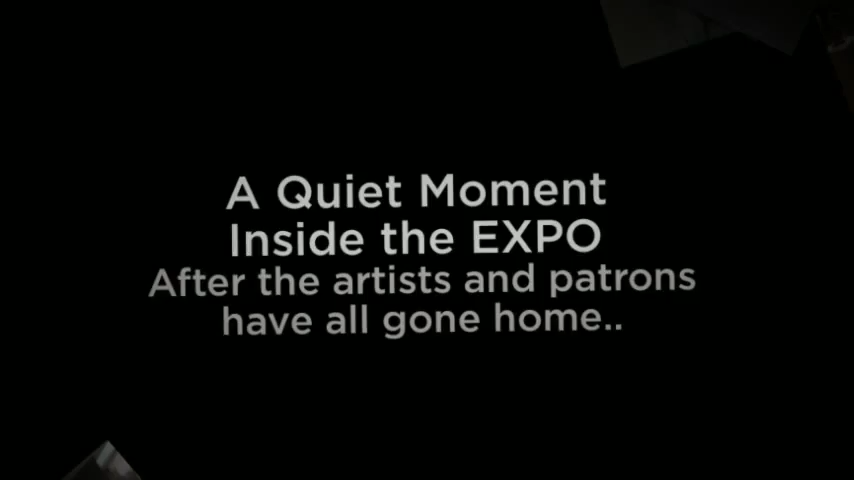 A Quiet Moment
Inside the EXPO
After the artists and patrons
have all gone home..